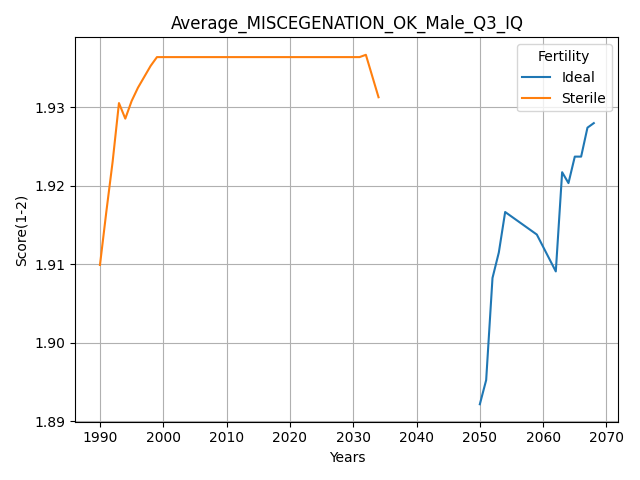 Average_MISCEGENATION_OK_Male_Q3_IQ
Fertility
Ideal
Sterile
Score(1-2)
1.93
1.92
1.91
1.90
1.89
1990 2000 2010 2020 2030 2040 2050 2060 2070
Years